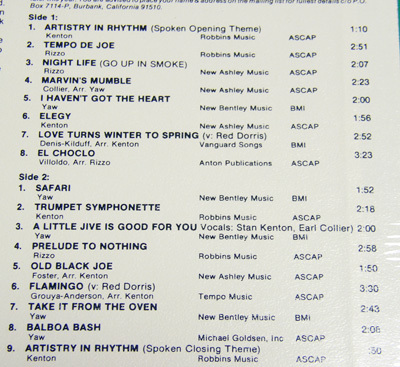 Box 7114-P, Burbank, California 91510.
Side 1:
1. ARTISTRY IN RHYTHM (Spoken Opening Theme) 1:10
Kenton Robbins Music ASCAP
2. TEMPO DE JOE 2:51
Rizzo Robbins Music ASCAP
3. NIGHT LIFE (GO UP IN SMOKE) 2:07
Rizzo New Ashley Music ASCAP
4. MARVIN'S MUMBLE 2:23
Collier, Arr. Yaw New Ashley Music ASCAP
5. I HAVEN'T GOT THE HEART 2:00
Yaw New Bentley Music BMI
6. ELEGY 1:56
Kenton Robbins Music ASCAP
7. LOVE TURNS WINTER TO SPRING (v: Red Dorris) 2:52
Denis-Kilduff, Arr. Kenton Vanguard Songs BMI
8. EL CHOCLO 3:23
Villoldo, Arr. Rizzo Anton Publications ASCAP
Side 2:
1. SAFARI 1:52
Yaw New Bentley Music BMI
2. TRUMPET SYMPHONETTE 2:18
Kenton Robbins Music ASCAP
3. A LITTLE JIVE IS GOOD FOR YOU Vocals: Stan Kenton, Earl Collier) 2:00
Yaw New Bentley Music BMI
4. PRELUDE TO NOTHING 2:58
Rizzo Robbins Music ASCAP
5. OLD BLACK JOE 1:50
Foster, Arr. Kenton New Ashley Music ASCAP
6. FLAMINGO (v: Red Dorris) 3:30
Grouya-Anderson, Arr. Kenton Tempo Music ASCAP
7. TAKE IT FROM THE OVEN 2:43
Yaw New Bentley Music BMI
8. BALBOA BASH 2:08
Yaw Michael Goldsen, Inc ASCAP
9. ARTISTRY IN RHYTHM (Spoken Closing Theme) :50
Kenton Robbins Music ASCAP